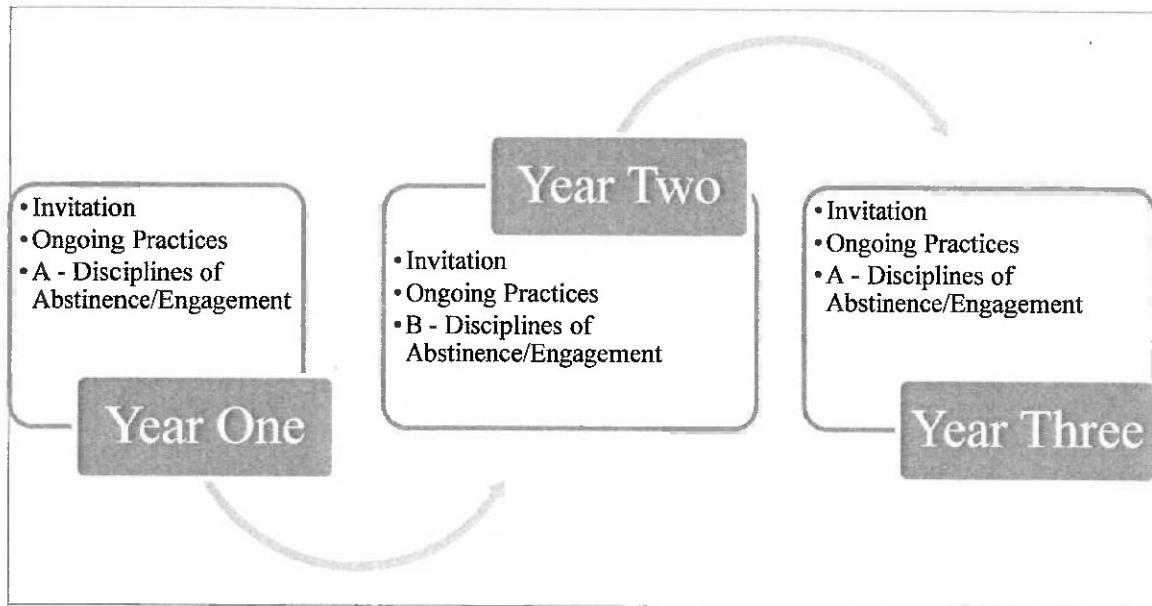 • Invitation
• Ongoing Practices
• A - Disciplines of
Abstinence/Engagement
Year One
Year Two
• Invitation
• Ongoing Practices
• B - Disciplines of
Abstinence/Engagement
• Invitation
• Ongoing Practices
• A - Disciplines of
Abstinence/Engagement
Year Three